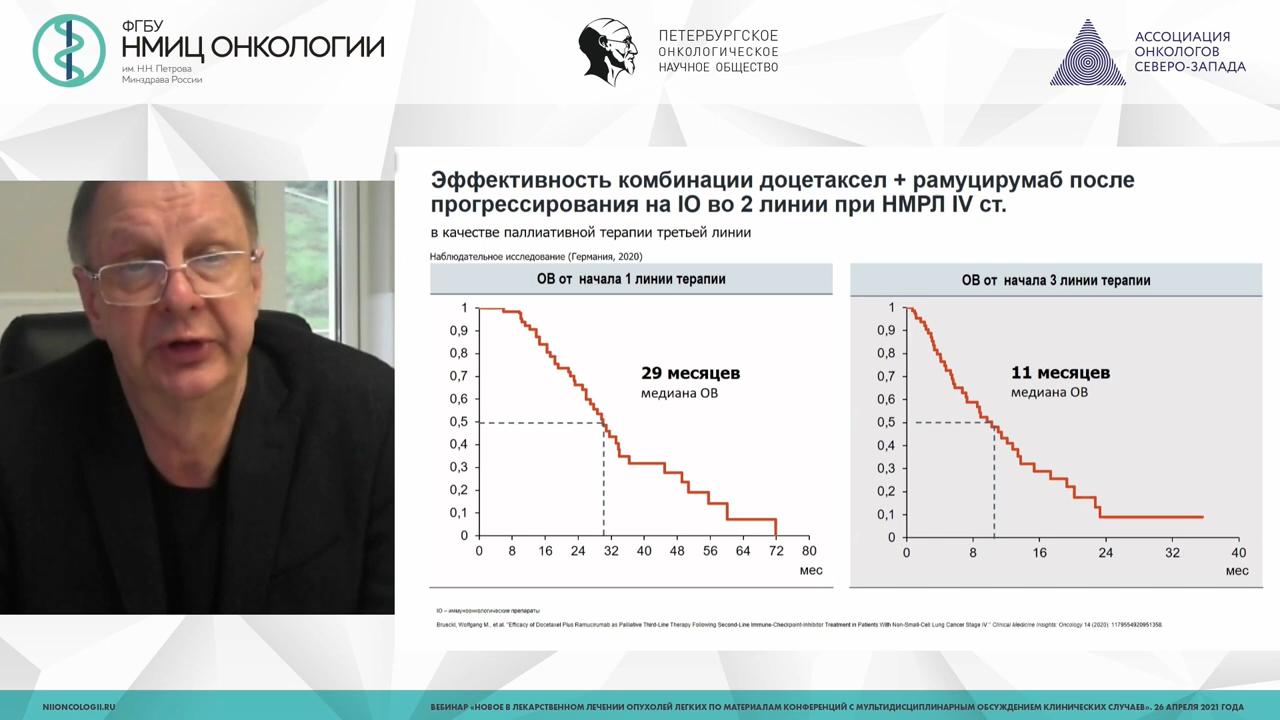 ФГБУ
НМИЦ ОНКОЛОГИИ
им. Н.Н. Петрова
Минздрава России
ПЕТЕРБУРГСКОЕ
ОНКОЛОГИЧЕСКОЕ
НАУЧНОЕ ОБЩЕСТВО
АССОЦИАЦИЯ
ОНКОЛОГОВ
СЕВЕРО-ЗАПАДА
Эффективность комбинации доцетаксел + рамуцирумаб после
прогрессирования на IO во 2 линии при НМРЛ IV ст.
в качестве паллиативной терапии третьей линии
Наблюдательное исследование (Германия, 2020)
ОВ от начала 1 линии терапии
1
0,9
0,8
0,7
0,6
0,5
0,4
0,3
0,2
0,1
0
29 месяцев
медиана ОВ
0 8 16 24 32 40 48 56 64 72 80
мес
ОВ от начала 3 линии терапии
1
0,9
0,8
0,7
0,6
0,5
0,4
0,3
0,2
0,1
0
11 месяцев
медиана ОВ
0 8 16 24 32 40
мес
IO – иммуноонкологические препараты
Brueckl, Wolfgang M., et al. "Efficacy of Docetaxel Plus Ramucirumab as Palliative Third-Line Therapy Following Second-Line Immune-Checkpoint-Inhibitor Treatment in Patients With Non-Small-Cell Lung Cancer Stage IV." Clinical Medicine Insights: Oncology 14 (2020): 1179554920951358.
NIIONCOLOGII.RU
ВЕБИНАР «НОВОЕ В ЛЕКАРСТВЕННОМ ЛЕЧЕНИИ ОПУХОЛЕЙ ЛЕГКИХ ПО МАТЕРИАЛАМ КОНФЕРЕНЦИЙ С МУЛЬТИДИСЦИПЛИНАРНЫМ ОБСУЖДЕНИЕМ КЛИНИЧЕСКИХ СЛУЧАЕВ». 26 АПРЕЛЯ 2021 ГОДА